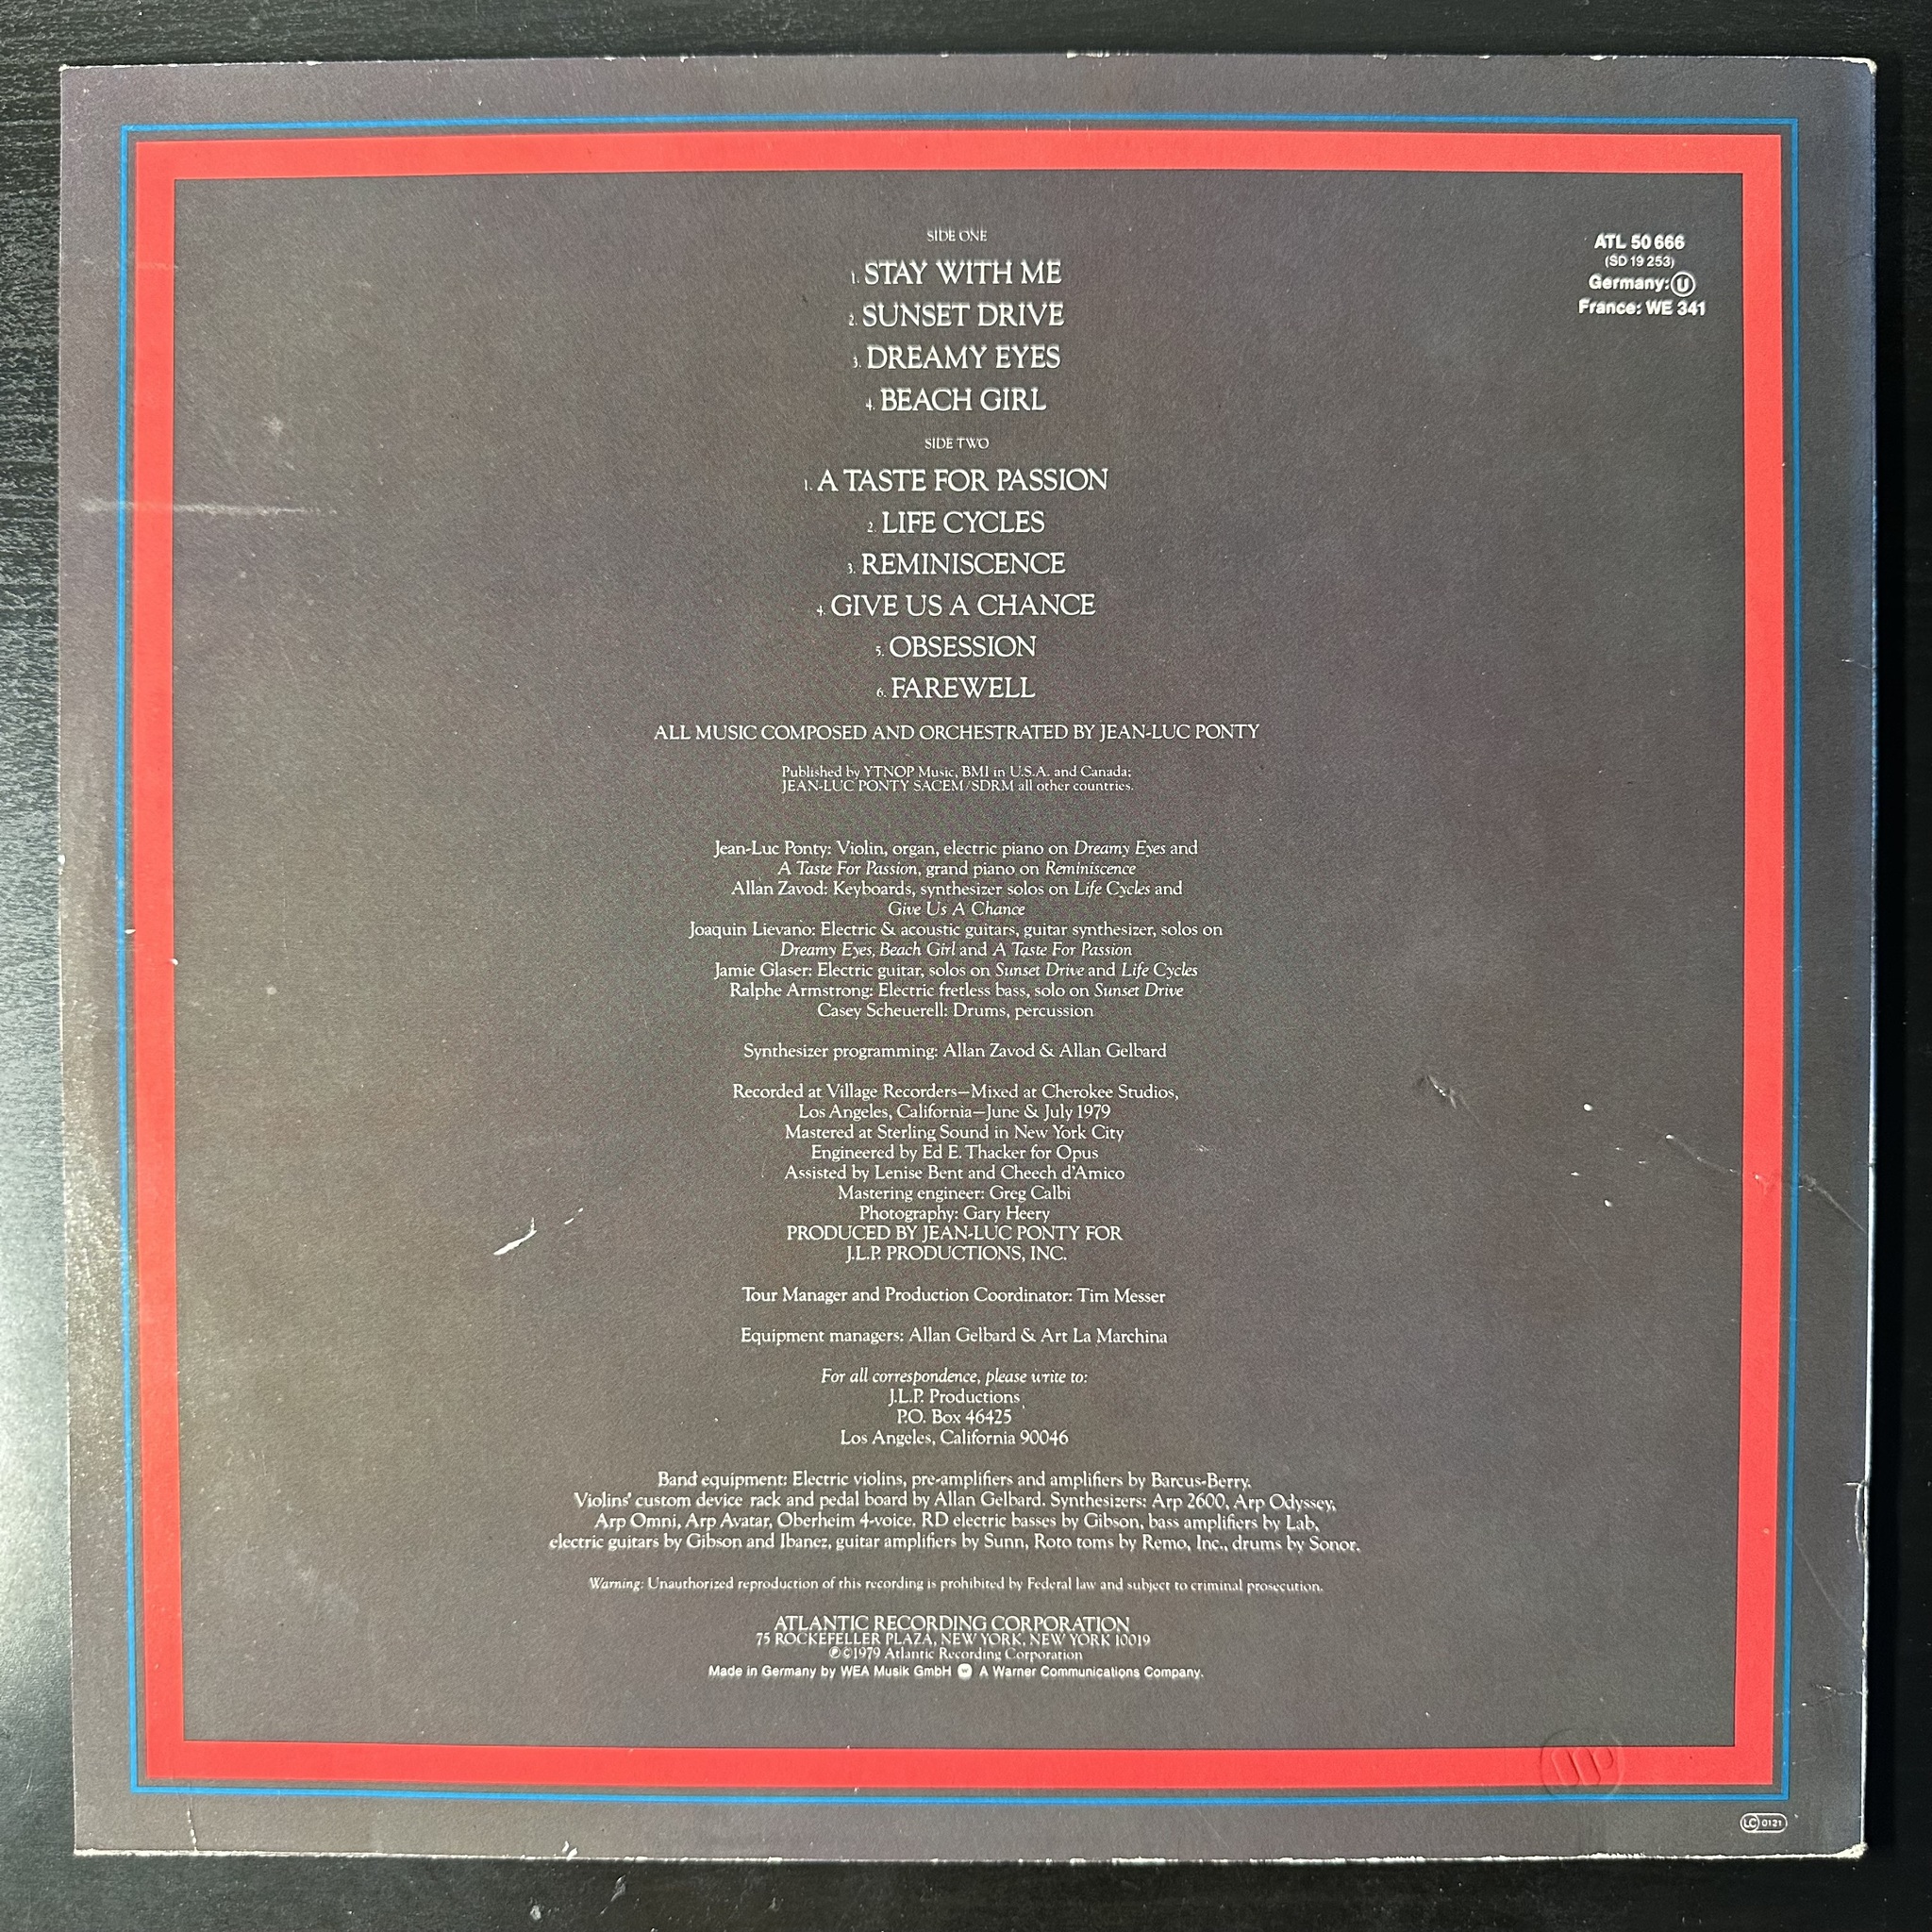 SIDE ONE
1. STAY WITH ME
2. SUNSET DRIVE
3. DREAMY EYES
4. BEACH GIRL
SIDE TWO
1. A TASTE FOR PASSION
2. LIFE CYCLES
3. REMINISCENCE
4. GIVE US A CHANCE
5. OBSESSION
6. FAREWELL
ALL MUSIC COMPOSED AND ORCHESTRATED BY JEAN-LUC PONTY
Published by YTNOP Music, BMI in U.S.A. and Canada;
JEAN-LUC PONTY SACEM/SDRM all other countries.
ATL 50 666
(SD 19 253)
Germany: Ⓤ
France: WE 341
Jean-Luc Ponty: Violin, organ, electric piano on Dreamy Eyes and
A Taste For Passion, grand piano on Reminiscence
Allan Zavod: Keyboards, synthesizer solos on Life Cycles and
Give Us A Chance
Joaquin Lievano: Electric & acoustic guitars, guitar synthesizer, solos on
Dreamy Eyes, Beach Girl and A Taste For Passion
Jamie Glaser: Electric guitar, solos on Sunset Drive and Life Cycles
Ralphe Armstrong: Electric fretless bass, solo on Sunset Drive
Casey Scheuerell: Drums, percussion
Synthesizer programming: Allan Zavod & Allan Gelbard
Recorded at Village Recorders—Mixed at Cherokee Studios,
Los Angeles, California—June & July 1979
Mastered at Sterling Sound in New York City
Engineered by Ed E. Thacker for Opus
Assisted by Lenise Bent and Cheech d'Amico
Mastering engineer: Greg Calbi
Photography: Gary Heery
PRODUCED BY JEAN-LUC PONTY FOR
J.L.P. PRODUCTIONS, INC.
Tour Manager and Production Coordinator: Tim Messer
Equipment managers: Allan Gelbard & Art La Marchina
For all correspondence, please write to:
J.L.P. Productions
P.O. Box 46425
Los Angeles, California 90046
Band equipment: Electric violins, pre-amplifiers and amplifiers by Barcus-Berry.
Violins' custom device rack and pedal board by Allan Gelbard. Synthesizers: Arp 2600, Arp Odyssey,
Arp Omni, Arp Avatar, Oberheim 4-voice. RD electric basses by Gibson, bass amplifiers by Lab,
electric guitars by Gibson and Ibanez, guitar amplifiers by Sunn, Roto toms by Remo, Inc., drums by Sonor.
Warning: Unauthorized reproduction of this recording is prohibited by Federal law and subject to criminal prosecution.
ATLANTIC RECORDING CORPORATION
75 ROCKEFELLER PLAZA, NEW YORK, NEW YORK 10019
℗©1979 Atlantic Recording Corporation
Made in Germany by WEA Musik GmbH A Warner Communications Company.
LC 0121